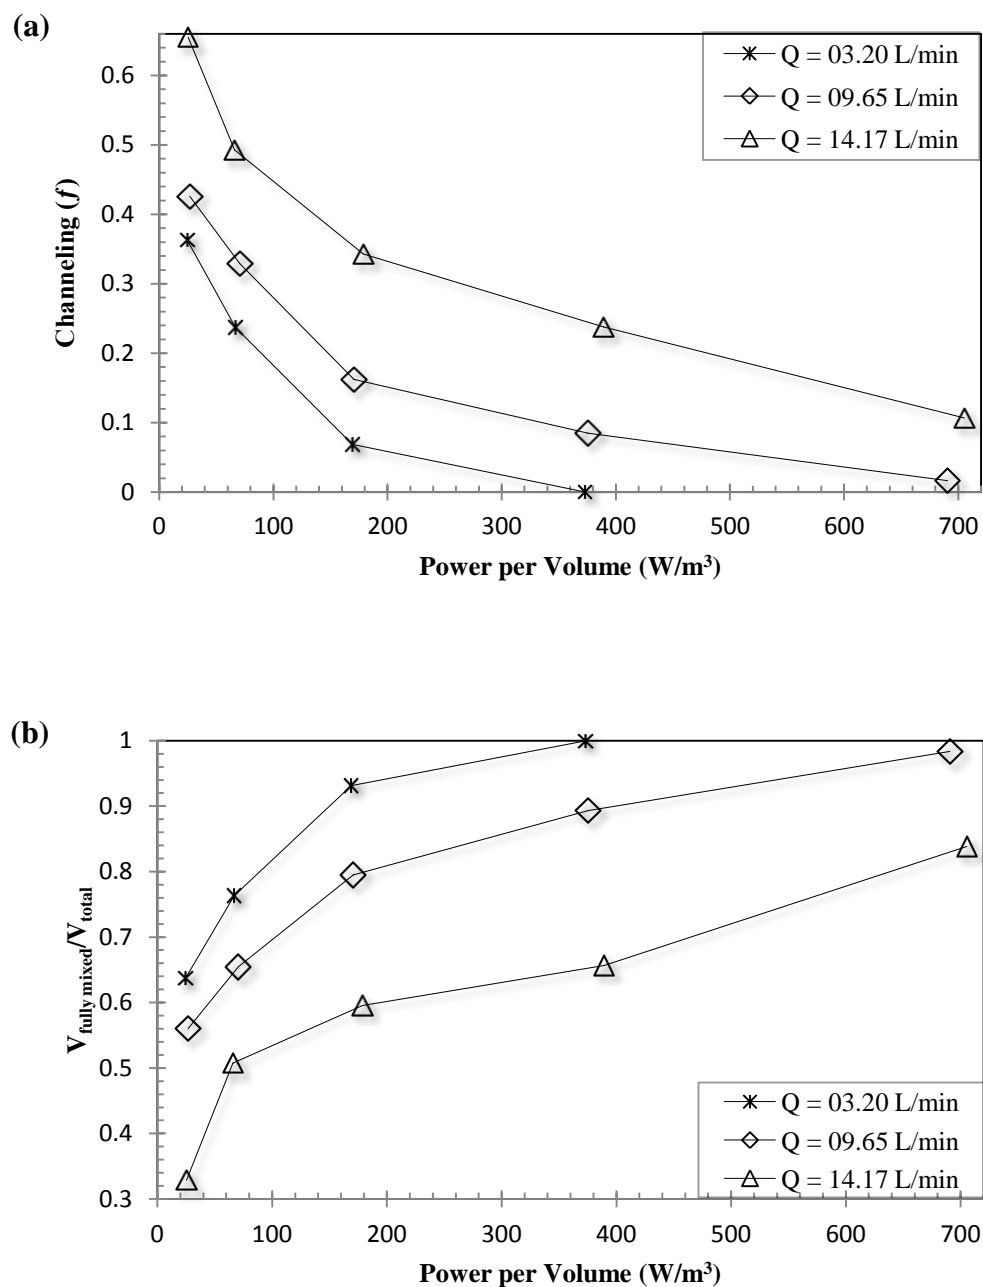 (a)
Q = 03.20 L/min
Q = 09.65 L/min
Q = 14.17 L/min
0.6
0.5
0.4
0.3
0.2
0.1
0
Channeling (f)
0 100 200 300 400 500 600 700
Power per Volume (W/m³)
(b)
1
0.9
0.8
0.7
0.6
0.5
0.4
0.3
V_fully mixed/V_total
Q = 03.20 L/min
Q = 09.65 L/min
Q = 14.17 L/min
0 100 200 300 400 500 600 700
Power per Volume (W/m³)